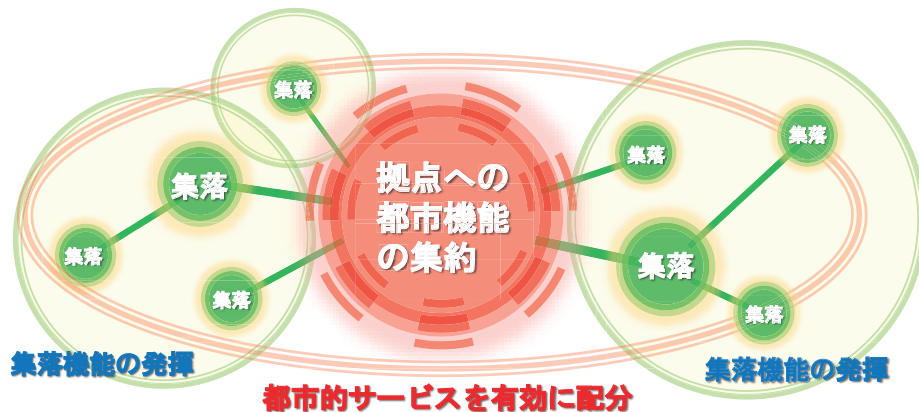 集落
集落
集落
集落
拠点への
都市機能
の集約
集落
集落
集落
集落
集落機能の発揮
集落機能の発揮
都市的サービスを有効に配分